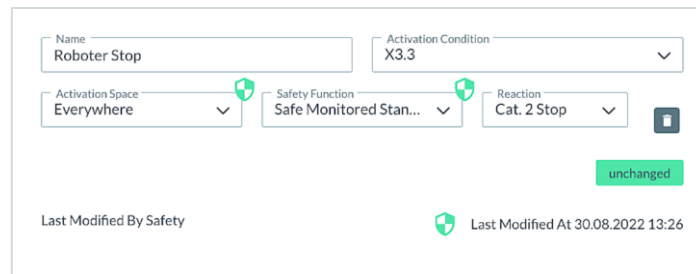 Name
Roboter Stop
Activation Condition
X3.3
Activation Space
Everywhere
Safety Function
Safe Monitored Stan...
Reaction
Cat. 2 Stop
unchanged
Last Modified By Safety
Last Modified At 30.08.2022 13:26